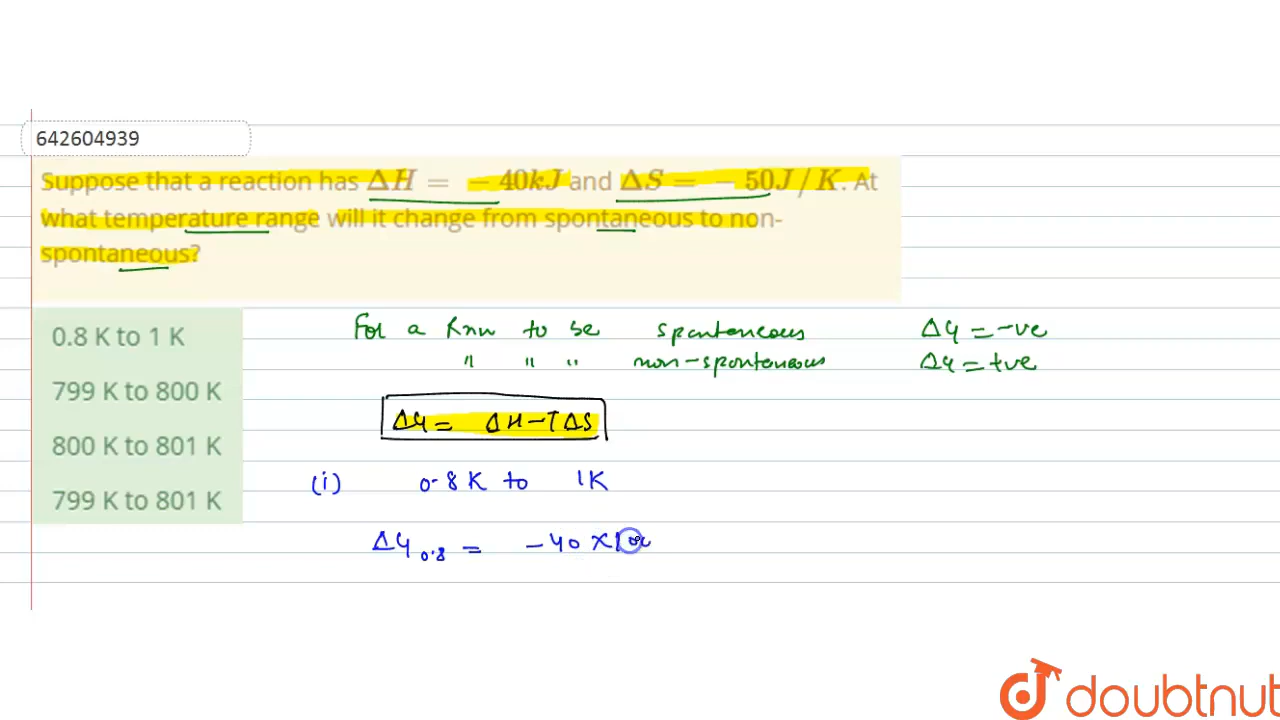 642604939
Suppose that a reaction has ΔH = −40kJ and ΔS = − 50J/K. At
what temperature range will it change from spontaneous to non-
spontaneous?
0.8 K to 1 K
799 K to 800 K
800 K to 801 K
799 K to 801 K
For a Rxn to be spontaneous ΔG = -ve
" " " non-spontaneous ΔG = +ve
ΔG = ΔH - TΔS
(i) 0.8 K to 1K
ΔG 0.8 = -40 ×
doubtnut